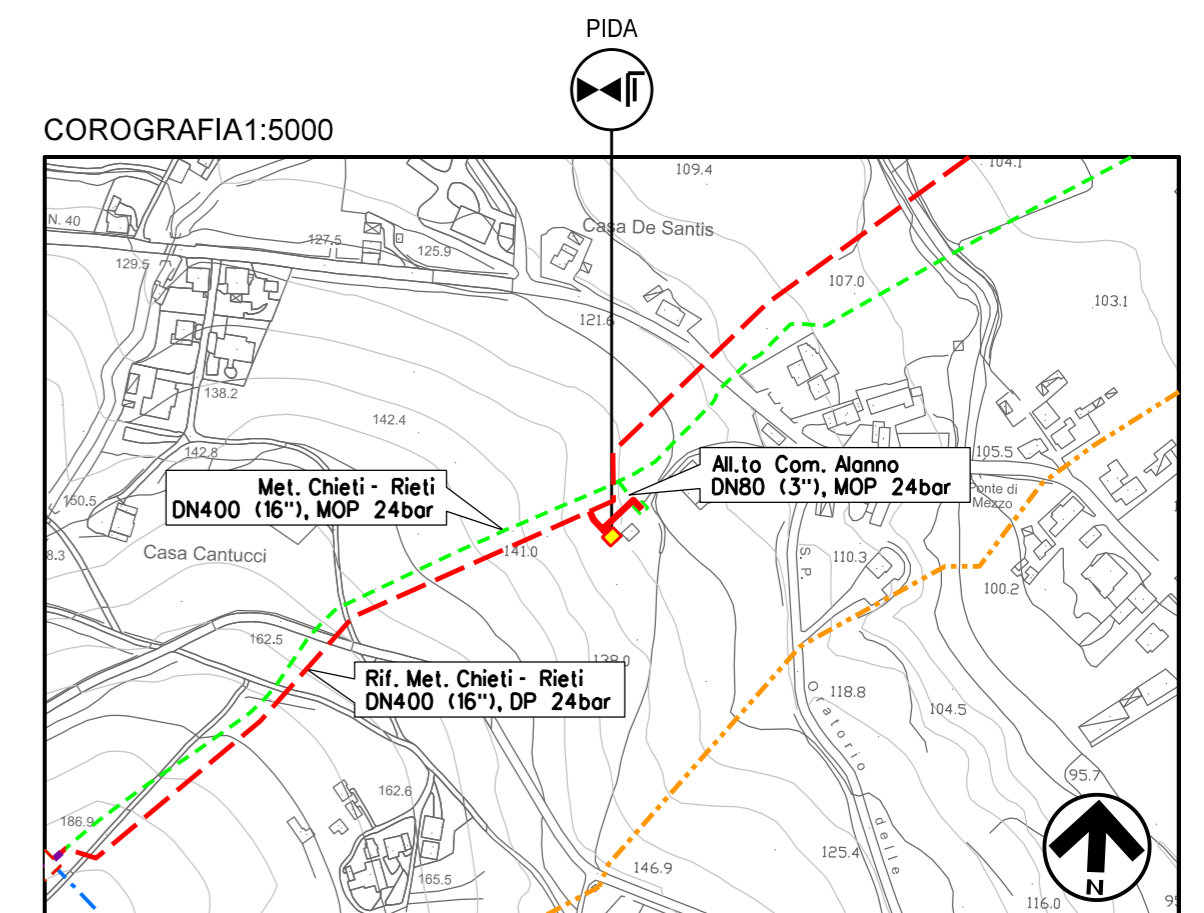 PIDA
COROGRAFIA1:5000
109.4
104.1
N. 40
Casa De Santis
127.5
125.9
129.5
107.0
103.1
121.6
138.2
142.4
142.8
105.5
All.to Com. Alanno
DN80 (3"), MOP 24bar
Met. Chieti - Rieti
DN400 (16"), MOP 24bar
Ponte di
Mezzo
150.5
8.3
Casa Cantucci
141.0
S. P.
110.3
100.2
162.5
138.0
Rif. Met. Chieti - Rieti
DN400 (16"), DP 24bar
Oratorio
delle
118.8
104.5
95.7
162.6
186.9
125.4
146.9
165.5
N
116.0
95